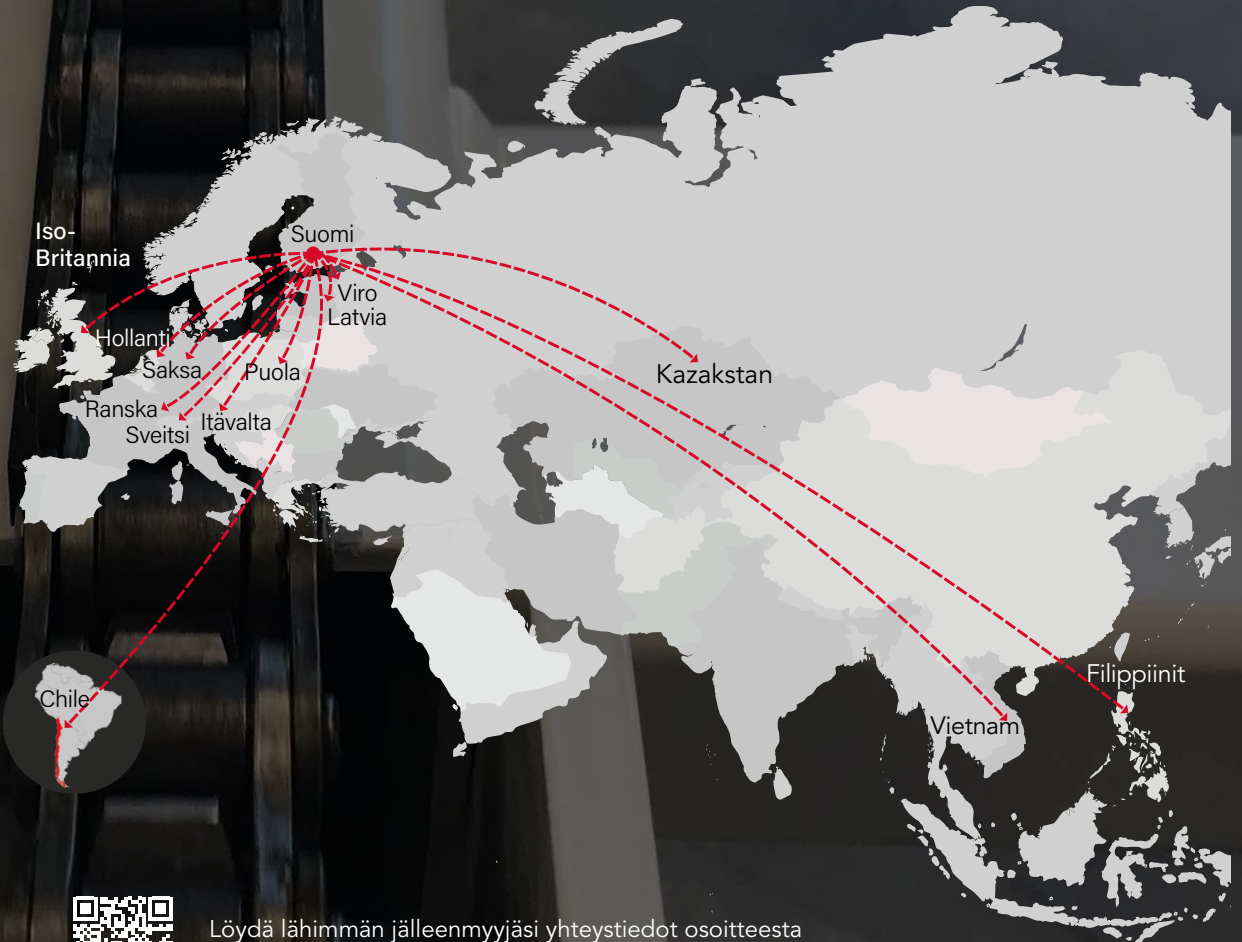 Iso-
Britannia
Suomi
Viro
Latvia
Hollanti
Saksa
Puola
Kazakstan
Ranska
Itävalta
Sveitsi
Filippiinit
Chile
Vietnam
Löydä lähimmän jälleenmyyjäsi yhteystiedot osoitteesta